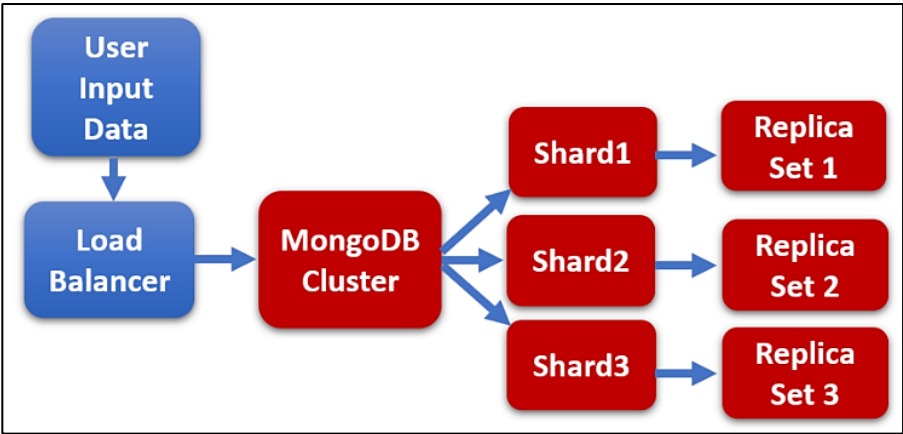 User
Input
Data
Load
Balancer
MongoDB
Cluster
Shard1
Replica
Set 1
Shard2
Replica
Set 2
Shard3
Replica
Set 3